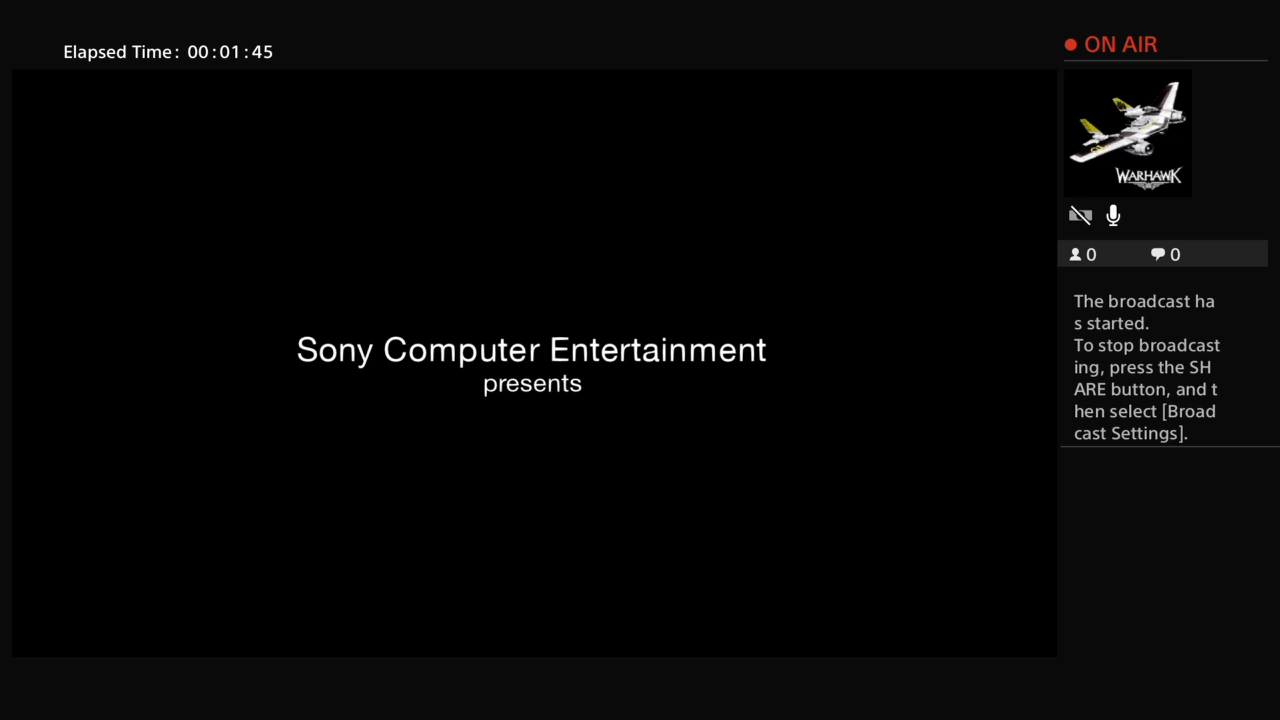 Elapsed Time: 00:01:45
ON AIR
WARHAWK
0 0
Sony Computer Entertainment
presents
The broadcast ha
s started.
To stop broadcast
ing, press the SH
ARE button, and t
hen select [Broad
cast Settings].